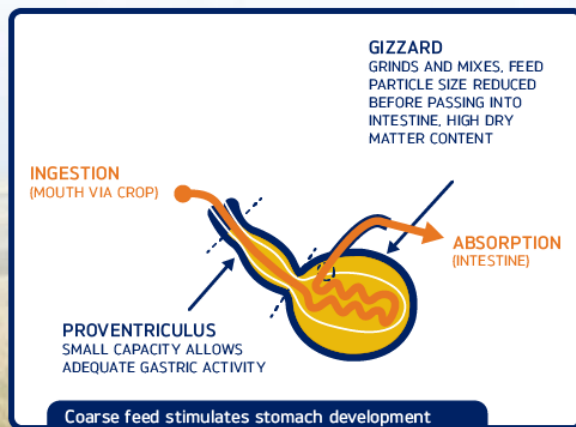 GIZZARD
GRINDS AND MIXES, FEED
PARTICLE SIZE REDUCED
BEFORE PASSING INTO
INTESTINE, HIGH DRY
MATTER CONTENT
INGESTION
(MOUTH VIA CROP)
ABSORPTION
(INTESTINE)
PROVENTRICULUS
SMALL CAPACITY ALLOWS
ADEQUATE GASTRIC ACTIVITY
Coarse feed stimulates stomach development